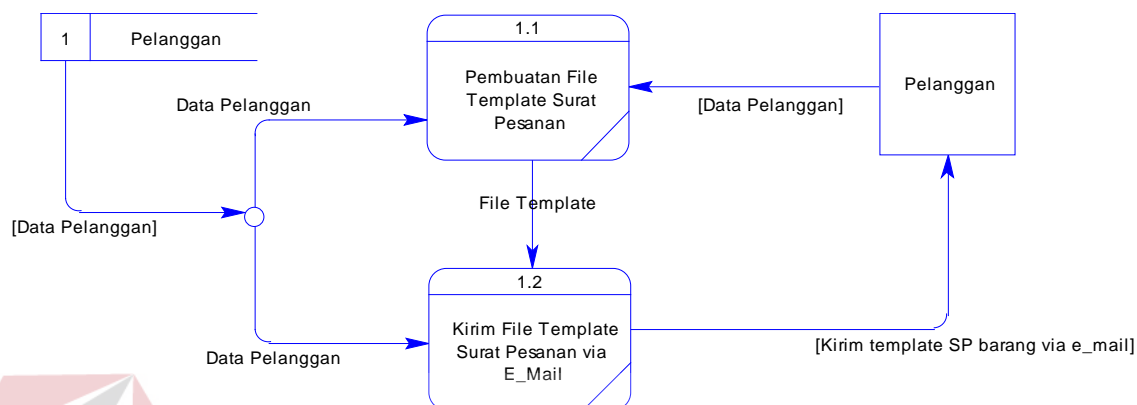 1 Pelanggan
1.1
Pembuatan File
Template Surat
Pesanan
Pelanggan
Data Pelanggan
[Data Pelanggan]
[Data Pelanggan]
File Template
1.2
Kirim File Template
Surat Pesanan via
E_Mail
Data Pelanggan
[Kirim template SP barang via e_mail]